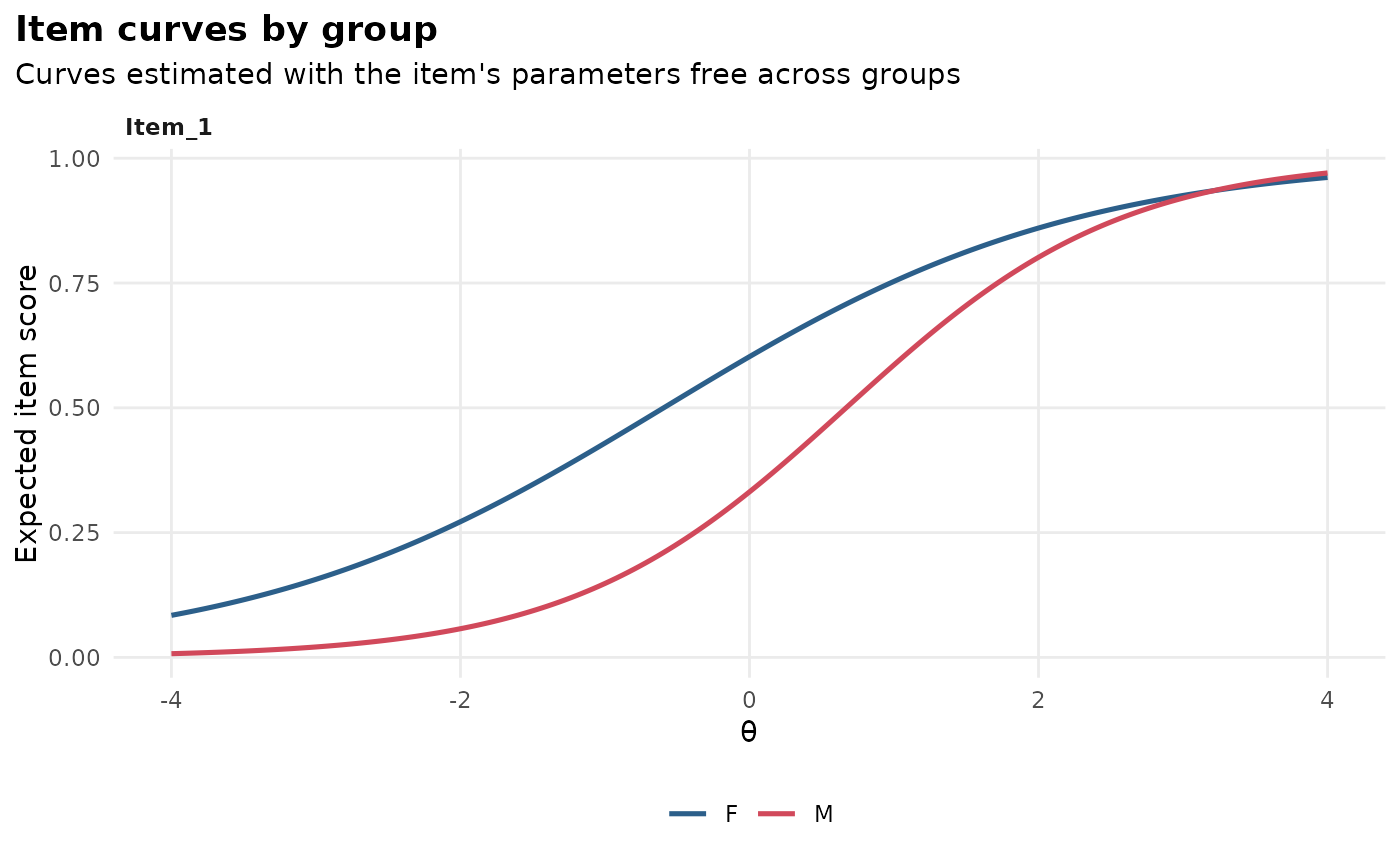 Item curves by group
Curves estimated with the item's parameters free across groups
Item_1
1.00
0.75
0.50
0.25
0.00
Expected item score
-4
-2
0
2
4
θ
F
M